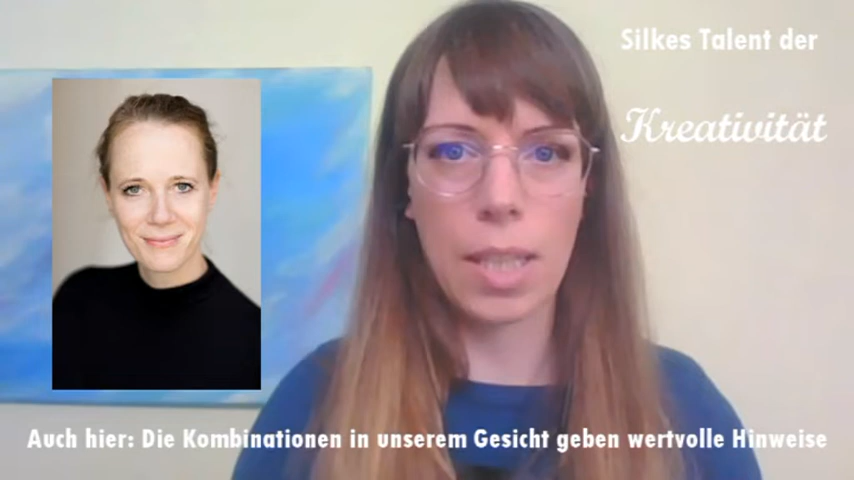 Silkes Talent der
Kreativität
Auch hier: Die Kombinationen in unserem Gesicht geben wertvolle Hinweise